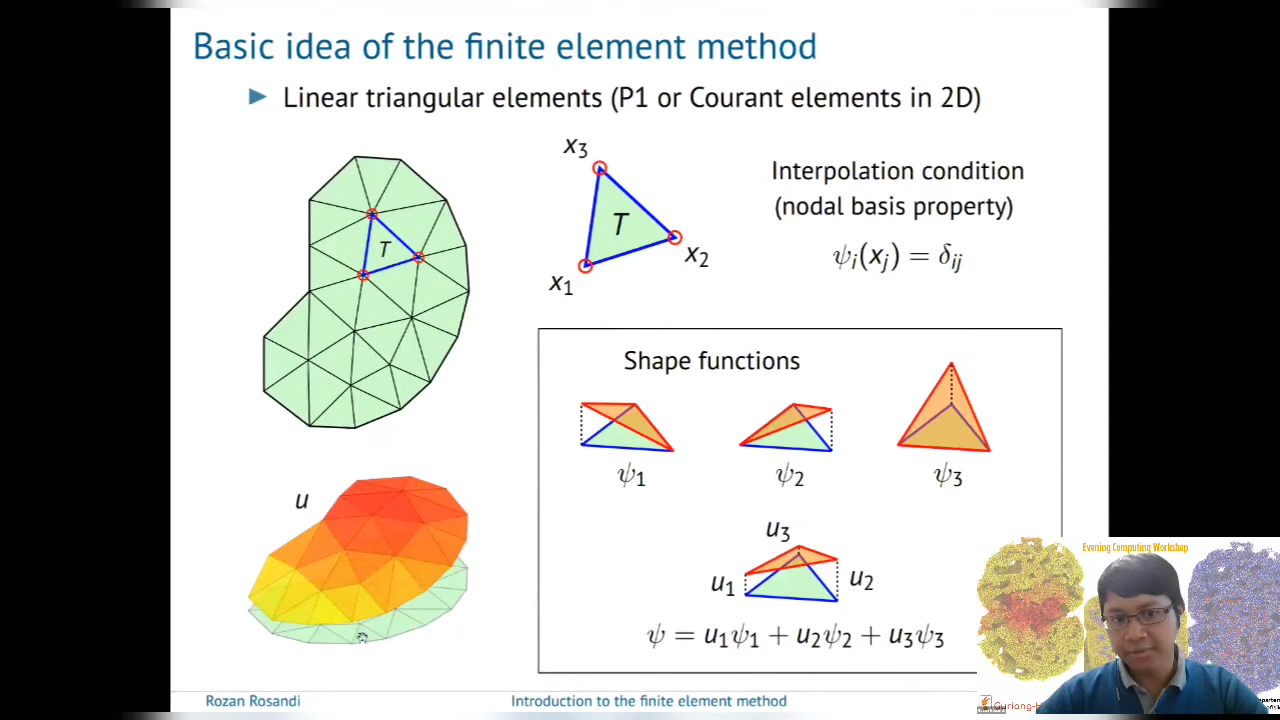 Basic idea of the finite element method
▶ Linear triangular elements (P1 or Courant elements in 2D)
T
x3
T
x2
x1
Interpolation condition
(nodal basis property)
ψi(xj) = δij
Shape functions
ψ1
ψ2
ψ3
u
u3
u1
u2
ψ = u1ψ1 + u2ψ2 + u3ψ3
Evening Computing Workshop
Rozan Rosandi
Introduction to the finite element method